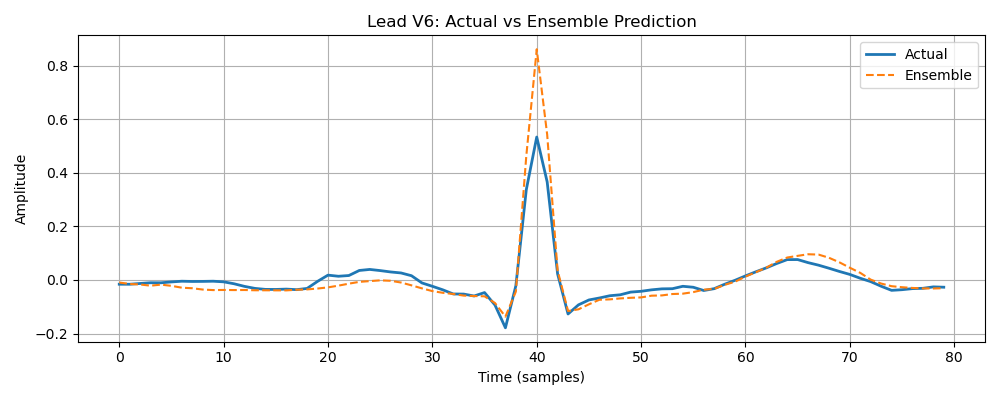 Lead V6: Actual vs Ensemble Prediction
Actual
Ensemble
Amplitude
0.8
0.6
0.4
0.2
0.0
−0.2
0 10 20 30 40 50 60 70 80
Time (samples)